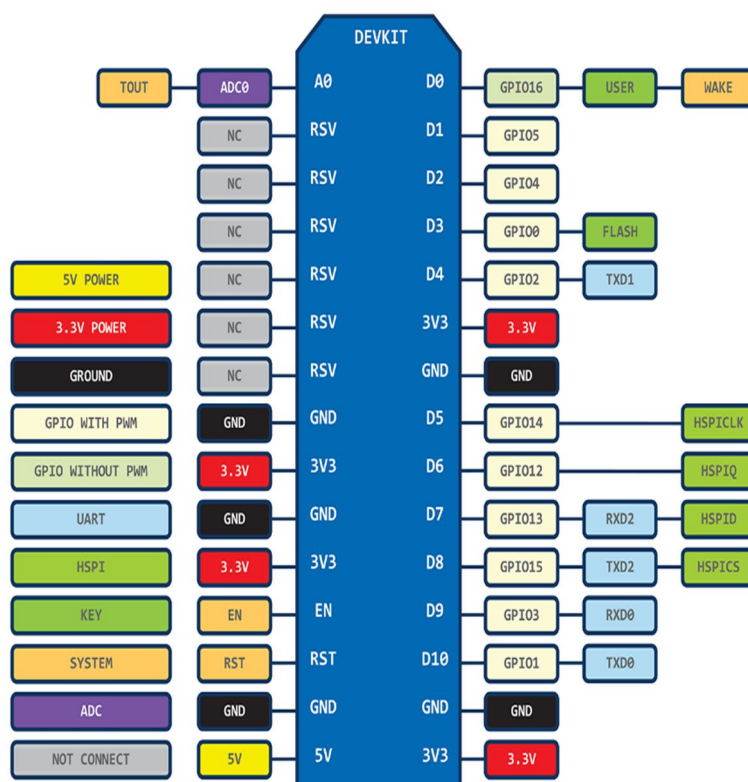 DEVKIT
TOUT ADC0 A0 D0 GPIO16 USER WAKE
NC RSV D1 GPIO5
NC RSV D2 GPIO4
NC RSV D3 GPIO0 FLASH
5V POWER NC RSV D4 GPIO2 TXD1
3.3V POWER NC RSV 3V3 3.3V
GROUND NC RSV GND GND
GPIO WITH PWM GND GND D5 GPIO14 HSPICLK
GPIO WITHOUT PWM 3.3V 3V3 D6 GPIO12 HSPIQ
UART GND GND D7 GPIO13 RXD2 HSPID
HSPI 3.3V 3V3 D8 GPIO15 TXD2 HSPICS
KEY EN EN D9 GPIO3 RXD0
SYSTEM RST RST D10 GPIO1 TXD0
ADC GND GND GND GND
NOT CONNECT 5V 5V 3V3 3.3V